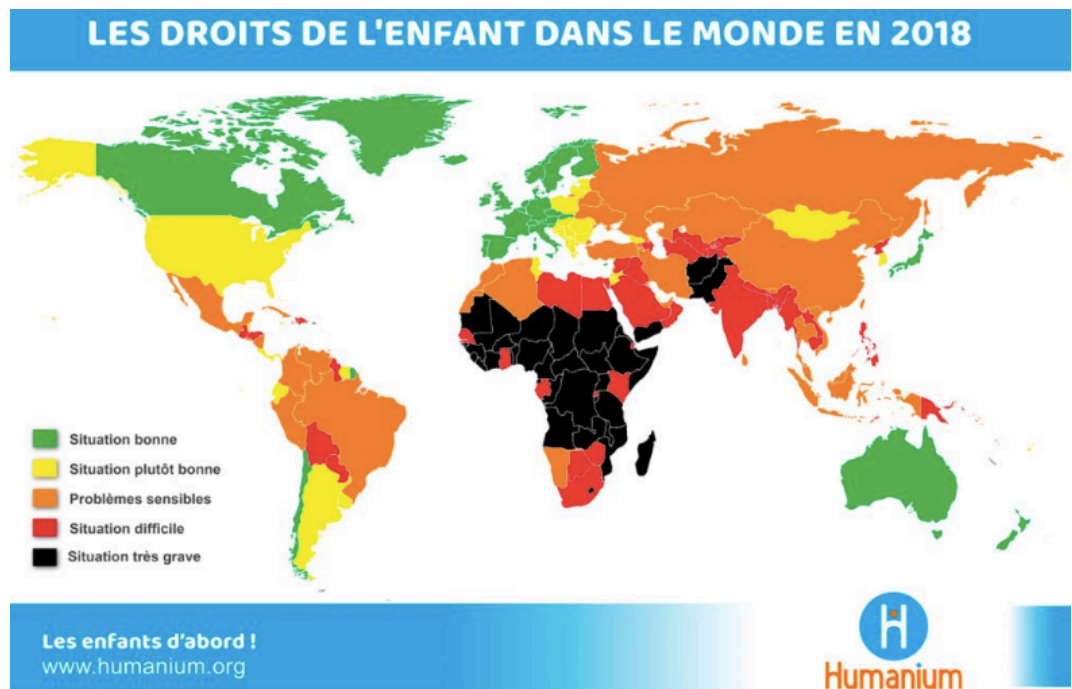 LES DROITS DE L'ENFANT DANS LE MONDE EN 2018
Situation bonne
Situation plutôt bonne
Problèmes sensibles
Situation difficile
Situation très grave
Les enfants d'abord !
www.humanium.org
H
Humanium